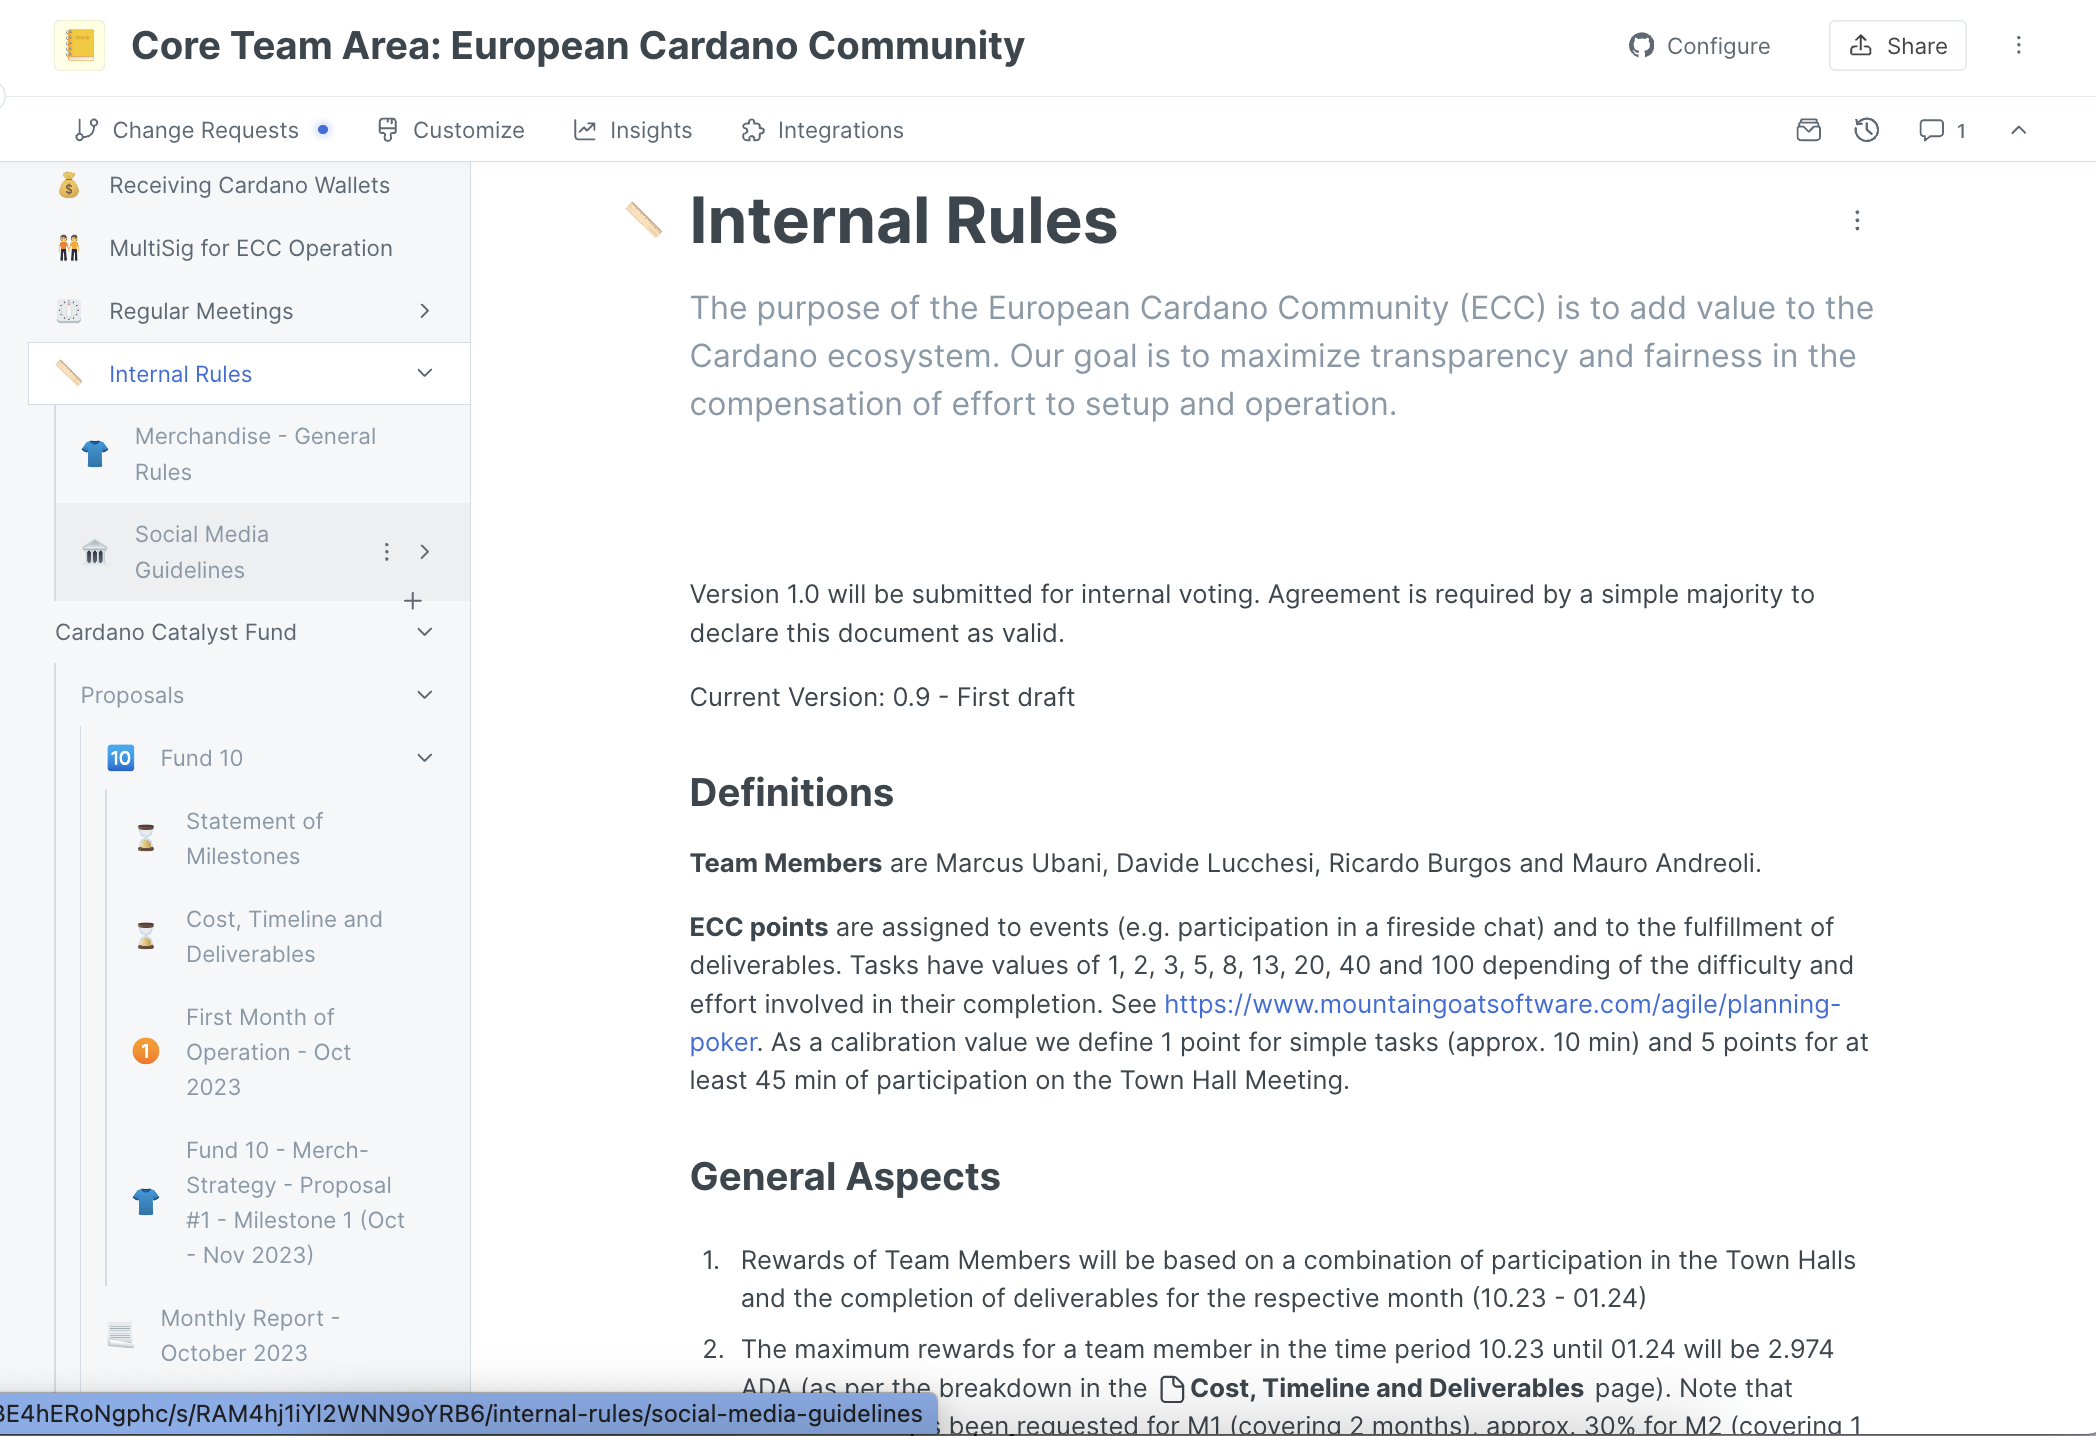 Core Team Area: European Cardano Community
Configure
Share
Change Requests
Customize
Insights
Integrations
1
Receiving Cardano Wallets
MultiSig for ECC Operation
Regular Meetings
Internal Rules
Merchandise - General
Rules
Social Media
Guidelines
Cardano Catalyst Fund
Proposals
10 Fund 10
Statement of
Milestones
Cost, Timeline and
Deliverables
1 First Month of
Operation - Oct
2023
Fund 10 - Merch-
Strategy - Proposal
#1 - Milestone 1 (Oct
- Nov 2023)
Monthly Report -
October 2023
Internal Rules
The purpose of the European Cardano Community (ECC) is to add value to the
Cardano ecosystem. Our goal is to maximize transparency and fairness in the
compensation of effort to setup and operation.
Version 1.0 will be submitted for internal voting. Agreement is required by a simple majority to
declare this document as valid.
Current Version: 0.9 - First draft
Definitions
Team Members are Marcus Ubani, Davide Lucchesi, Ricardo Burgos and Mauro Andreoli.
ECC points are assigned to events (e.g. participation in a fireside chat) and to the fulfillment of
deliverables. Tasks have values of 1, 2, 3, 5, 8, 13, 20, 40 and 100 depending of the difficulty and
effort involved in their completion. See https://www.mountaingoatsoftware.com/agile/planning-
poker. As a calibration value we define 1 point for simple tasks (approx. 10 min) and 5 points for at
least 45 min of participation on the Town Hall Meeting.
General Aspects
1. Rewards of Team Members will be based on a combination of participation in the Town Halls
and the completion of deliverables for the respective month (10.23 - 01.24)
2. The maximum rewards for a team member in the time period 10.23 until 01.24 will be 2.974
ADA (as per the breakdown in the Cost, Timeline and Deliverables page). Note that
been requested for M1 (covering 2 months), approx. 30% for M2 (covering 1
E4hERoNgphc/s/RAM4hj1iYl2WNN9oYRB6/internal-rules/social-media-guidelines